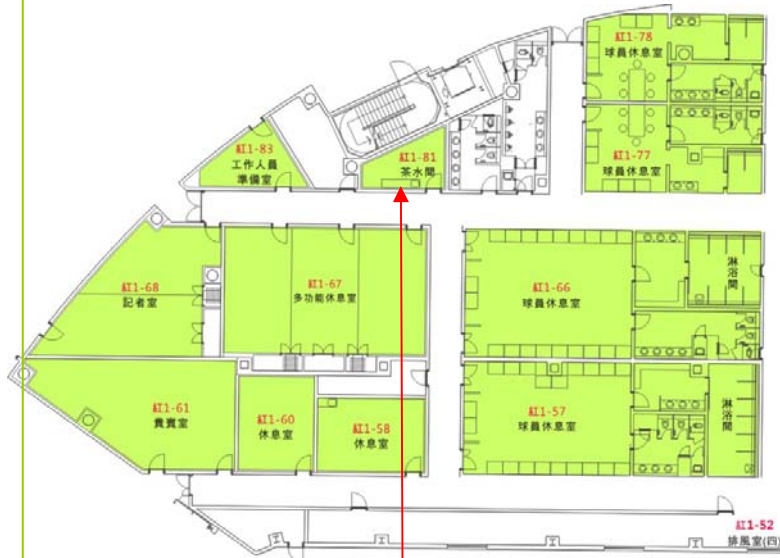 紅1-78
球員休息室
紅1-83
工作人員
準備室
紅1-81
茶水間
紅1-77
球員休息室
紅1-68
記者室
紅1-67
多功能休息室
紅1-66
球員休息室
淋浴間
紅1-61
貴賓室
紅1-60
休息室
紅1-58
休息室
紅1-57
球員休息室
淋浴間
紅1-52
排風室(四)